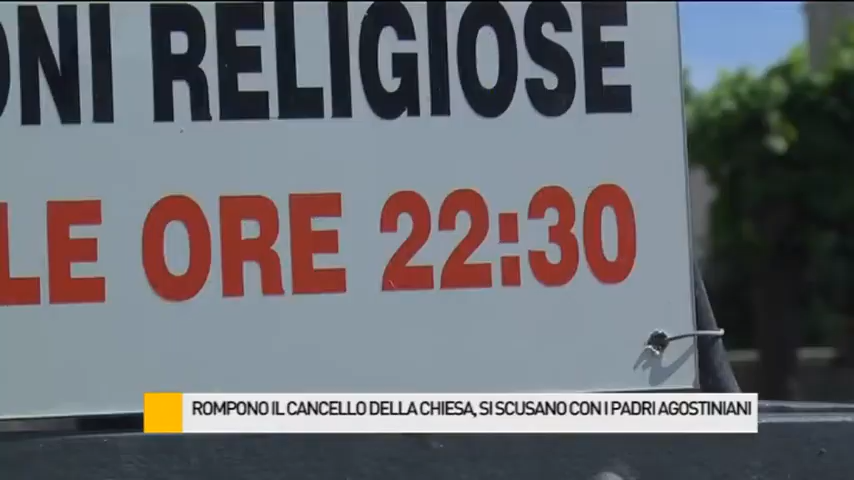 ONI RELIGIOSE
LE ORE 22:30
ROMPONO IL CANCELLO DELLA CHIESA, SI SCUSANO CON I PADRI AGOSTINIANI